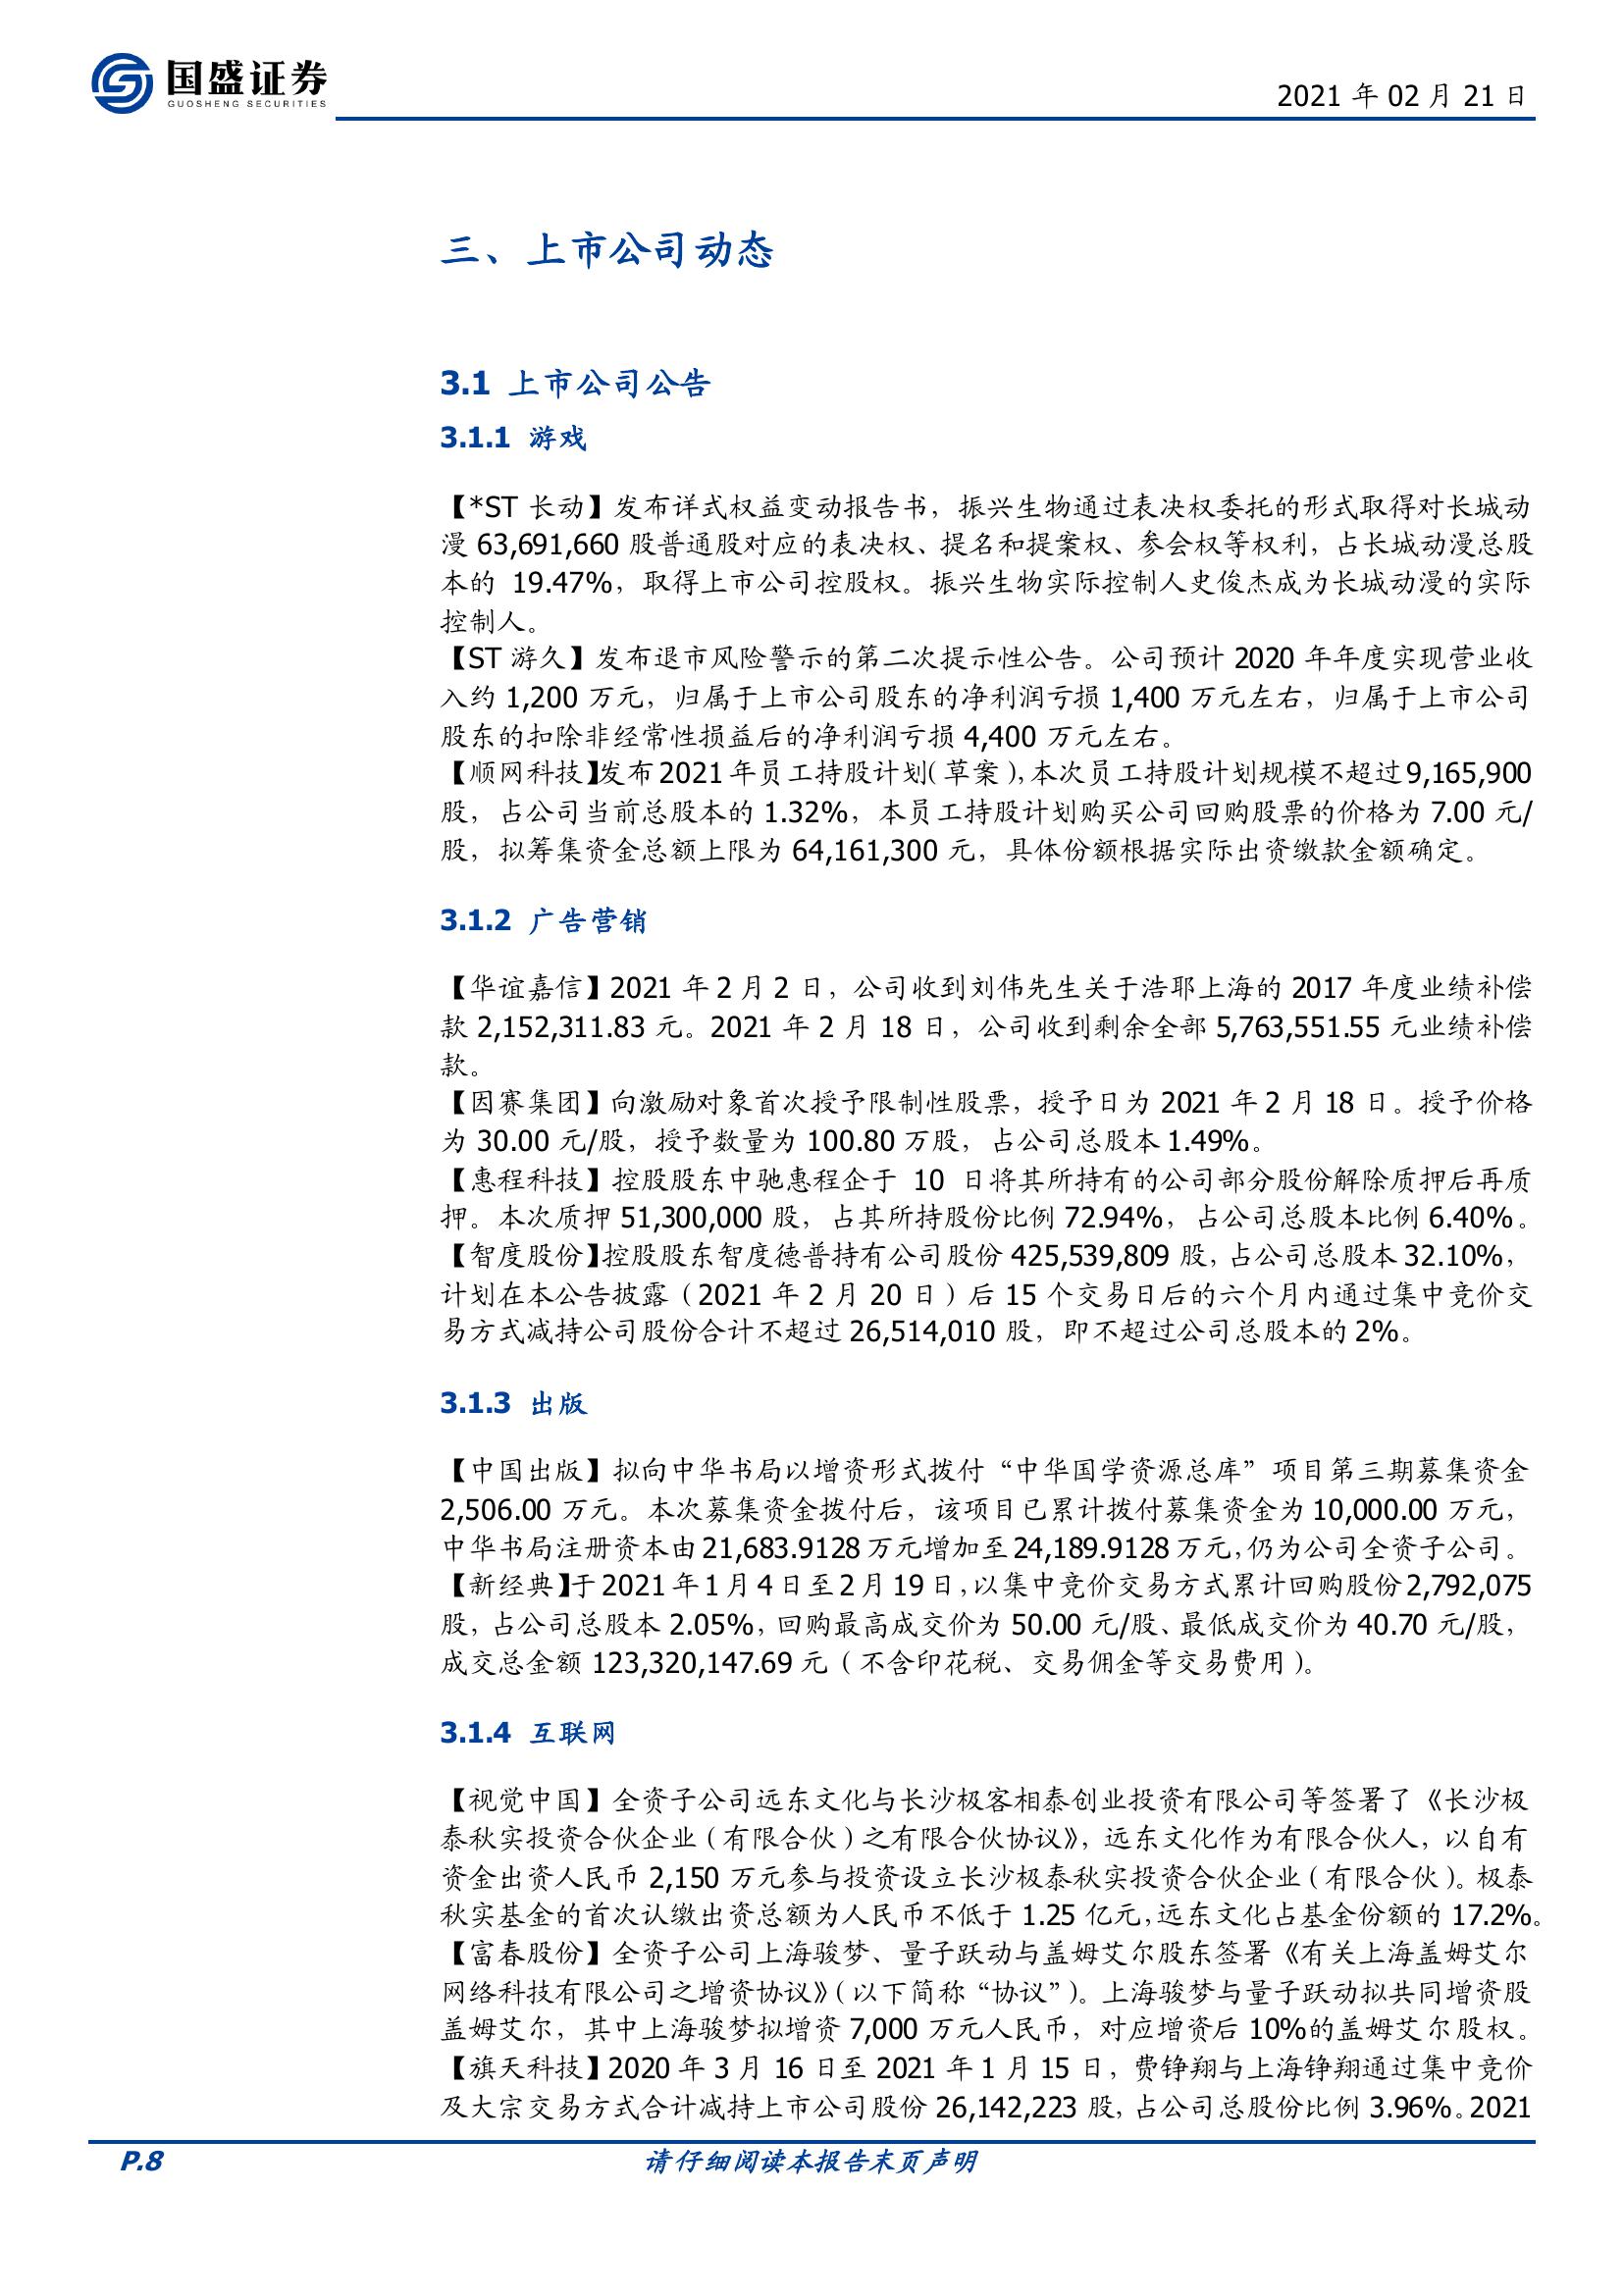 国盛证券
GUOSHENG SECURITIES
2021 年 02 月 21 日
三、上市公司动态
3.1 上市公司公告
3.1.1 游戏
【*ST 长动】发布详式权益变动报告书，振兴生物通过表决权委托的形式取得对长城动
漫 63,691,660 股普通股对应的表决权、提名和提案权、参会权等权利，占长城动漫总股
本的 19.47%，取得上市公司控股权。振兴生物实际控制人史俊杰成为长城动漫的实际
控制人。
【ST 游久】发布退市风险警示的第二次提示性公告。公司预计 2020 年年度实现营业收
入约 1,200 万元，归属于上市公司股东的净利润亏损 1,400 万元左右，归属于上市公司
股东的扣除非经常性损益后的净利润亏损 4,400 万元左右。
【顺网科技】发布 2021 年员工持股计划（草案），本次员工持股计划规模不超过 9,165,900
股，占公司当前总股本的 1.32%，本员工持股计划购买公司回购股票的价格为 7.00 元/
股，拟筹集资金总额上限为 64,161,300 元，具体份额根据实际出资缴款金额确定。
3.1.2 广告营销
【华谊嘉信】2021 年 2 月 2 日，公司收到刘伟先生关于浩耶上海的 2017 年度业绩补偿
款 2,152,311.83 元。2021 年 2 月 18 日，公司收到剩余全部 5,763,551.55 元业绩补偿
款。
【因赛集团】向激励对象首次授予限制性股票，授予日为 2021 年 2 月 18 日。授予价格
为 30.00 元/股，授予数量为 100.80 万股，占公司总股本 1.49%。
【惠程科技】控股股东中驰惠程企于 10 日将其所持有的公司部分股份解除质押后再质
押。本次质押 51,300,000 股，占其所持股份比例 72.94%，占公司总股本比例 6.40%。
【智度股份】控股股东智度德普持有公司股份 425,539,809 股，占公司总股本 32.10%，
计划在本公告披露（2021 年 2 月 20 日）后 15 个交易日后的六个月内通过集中竞价交
易方式减持公司股份合计不超过 26,514,010 股，即不超过公司总股本的 2%。
3.1.3 出版
【中国出版】拟向中华书局以增资形式拨付“中华国学资源总库”项目第三期募集资金
2,506.00 万元。本次募集资金拨付后，该项目已累计拨付募集资金为 10,000.00 万元，
中华书局注册资本由 21,683.9128 万元增加至 24,189.9128 万元，仍为公司全资子公司。
【新经典】于 2021 年 1 月 4 日至 2 月 19 日，以集中竞价交易方式累计回购股份 2,792,075
股，占公司总股本 2.05%，回购最高成交价为 50.00 元/股、最低成交价为 40.70 元/股，
成交总金额 123,320,147.69 元（不含印花税、交易佣金等交易费用）。
3.1.4 互联网
【视觉中国】全资子公司远东文化与长沙极客相泰创业投资有限公司等签署了《长沙极
泰秋实投资合伙企业（有限合伙）之有限合伙协议》，远东文化作为有限合伙人，以自有
资金出资人民币 2,150 万元参与投资设立长沙极泰秋实投资合伙企业（有限合伙）。极泰
秋实基金的首次认缴出资总额为人民币不低于 1.25 亿元，远东文化占基金份额的 17.2%。
【富春股份】全资子公司上海骏梦、量子跃动与盖姆艾尔股东签署《有关上海盖姆艾尔
网络科技有限公司之增资协议》（以下简称“协议”）。上海骏梦与量子跃动拟共同增资股
盖姆艾尔，其中上海骏梦拟增资 7,000 万元人民币，对应增资后 10%的盖姆艾尔股权。
【旗天科技】2020 年 3 月 16 日至 2021 年 1 月 15 日，费铮翔与上海铮翔通过集中竞价
及大宗交易方式合计减持上市公司股份 26,142,223 股，占公司总股份比例 3.96%。2021
P.8
请仔细阅读本报告末页声明